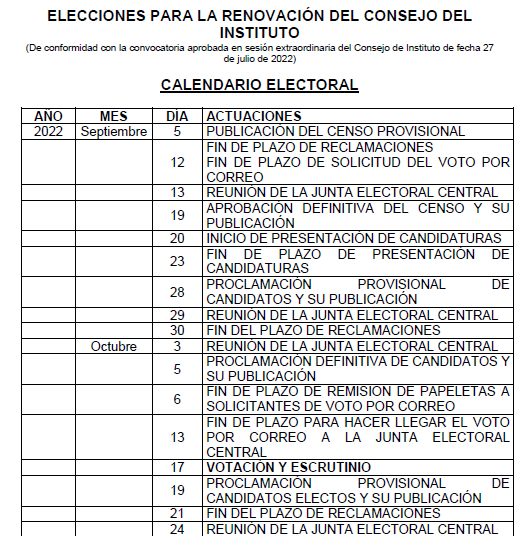 ELECCIONES PARA LA RENOVACIÓN DEL CONSEJO DEL
INSTITUTO
(De conformidad con la convocatoria aprobada en sesión extraordinaria del Consejo de Instituto de fecha 27
de julio de 2022)
CALENDARIO ELECTORAL
AÑO MES DÍA ACTUACIONES
2022 Septiembre 5 PUBLICACIÓN DEL CENSO PROVISIONAL
FIN DE PLAZO DE RECLAMACIONES
12 FIN DE PLAZO DE SOLICITUD DEL VOTO POR
CORREO
13 REUNIÓN DE LA JUNTA ELECTORAL CENTRAL
19 APROBACIÓN DEFINITIVA DEL CENSO Y SU
PUBLICACIÓN
20 INICIO DE PRESENTACIÓN DE CANDIDATURAS
23 FIN DE PLAZO DE PRESENTACIÓN DE
CANDIDATURAS
28 PROCLAMACIÓN PROVISIONAL DE
CANDIDATOS Y SU PUBLICACIÓN
29 REUNIÓN DE LA JUNTA ELECTORAL CENTRAL
30 FIN DEL PLAZO DE RECLAMACIONES
Octubre 3 REUNIÓN DE LA JUNTA ELECTORAL CENTRAL
5 PROCLAMACIÓN DEFINITIVA DE CANDIDATOS Y
SU PUBLICACIÓN
6 FIN DE PLAZO DE REMISION DE PAPELETAS A
SOLICITANTES DE VOTO POR CORREO
FIN DE PLAZO PARA HACER LLEGAR EL VOTO
13 POR CORREO A LA JUNTA ELECTORAL
CENTRAL
17 VOTACIÓN Y ESCRUTINIO
19 PROCLAMACIÓN PROVISIONAL DE
CANDIDATOS ELECTOS Y SU PUBLICACIÓN
21 FIN DEL PLAZO DE RECLAMACIONES
24 REUNIÓN DE LA JUNTA ELECTORAL CENTRAL